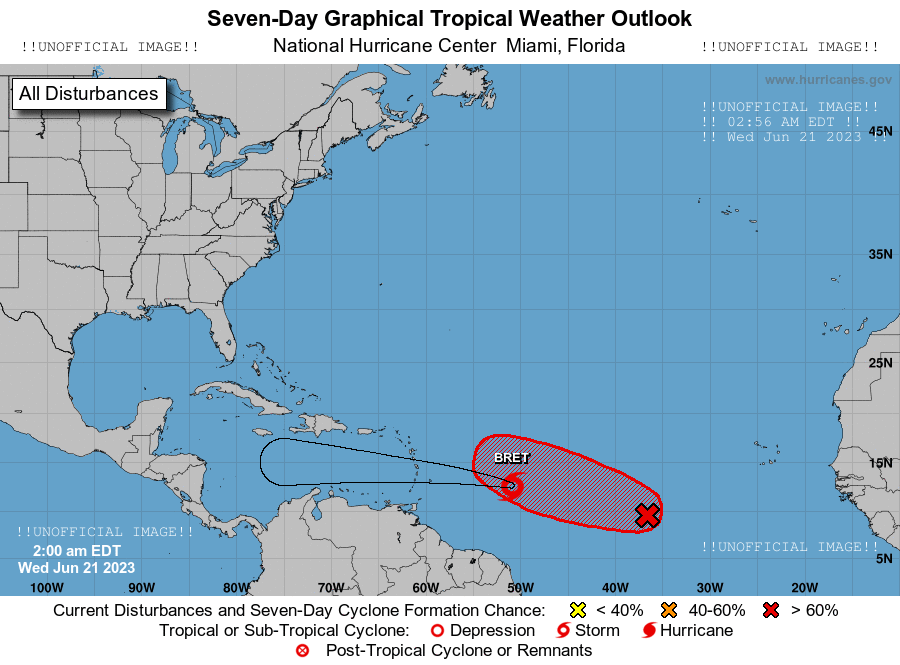 Seven-Day Graphical Tropical Weather Outlook
!!UNOFFICIAL IMAGE!! National Hurricane Center Miami, Florida !!UNOFFICIAL IMAGE!!
All Disturbances
www.hurricanes.gov
!!UNOFFICIAL IMAGE!!
!! 02:56 AM EDT !!
!! Wed Jun 21 2023 !!
45N
35N
25N
BRET
15N
!!UNOFFICIAL IMAGE!!
2:00 am EDT
Wed Jun 21 2023
!!UNOFFICIAL IMAGE!!
5N
100W 90W 80W 70W 60W 50W 40W 30W 20W
Current Disturbances and Seven-Day Cyclone Formation Chance: < 40% 40-60% > 60%
Tropical or Sub-Tropical Cyclone: Depression Storm Hurricane
Post-Tropical Cyclone or Remnants